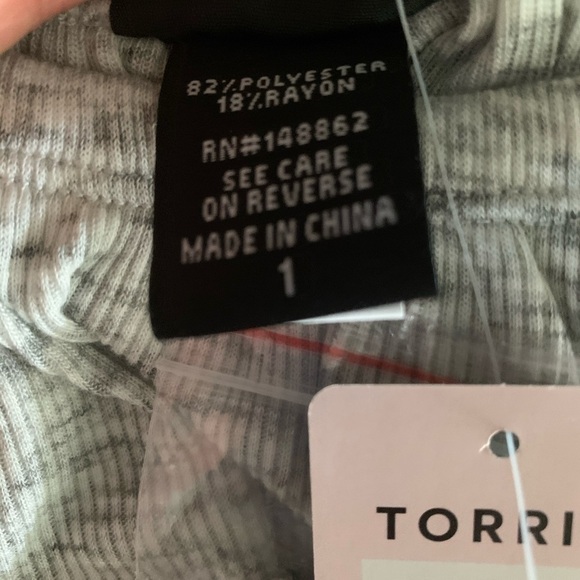 82%POLYESTER
18%RAYON
RN#148862
SEE CARE
ON REVERSE
MADE IN CHINA
1
TORRI